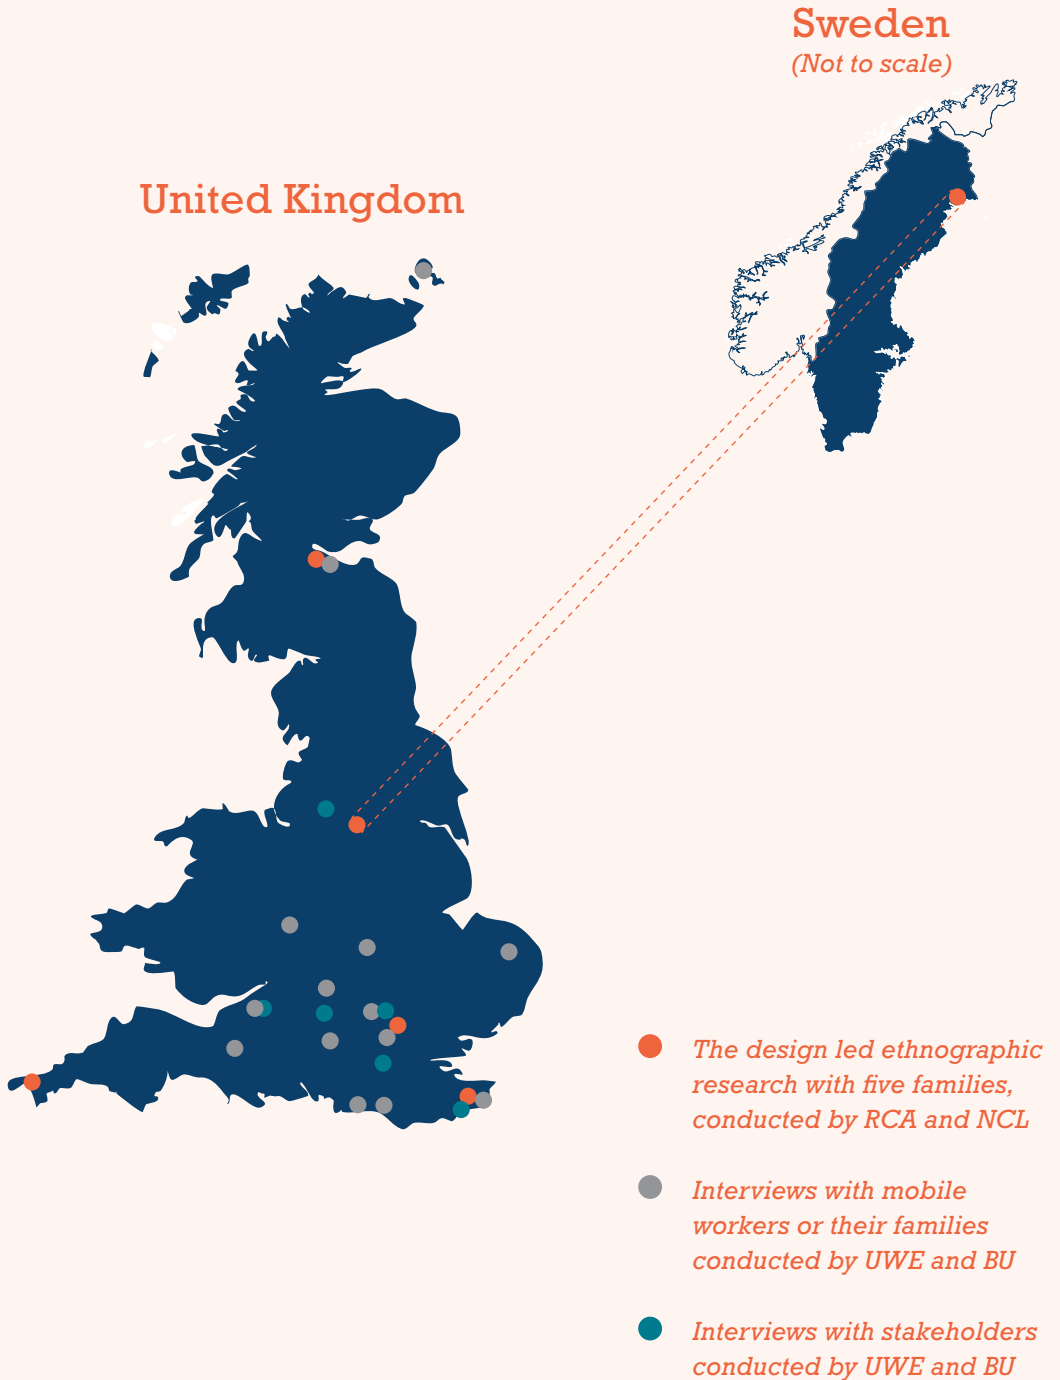 Sweden
(Not to scale)
United Kingdom
The design led ethnographic
research with five families,
conducted by RCA and NCL
Interviews with mobile
workers or their families
conducted by UWE and BU
Interviews with stakeholders
conducted by UWE and BU